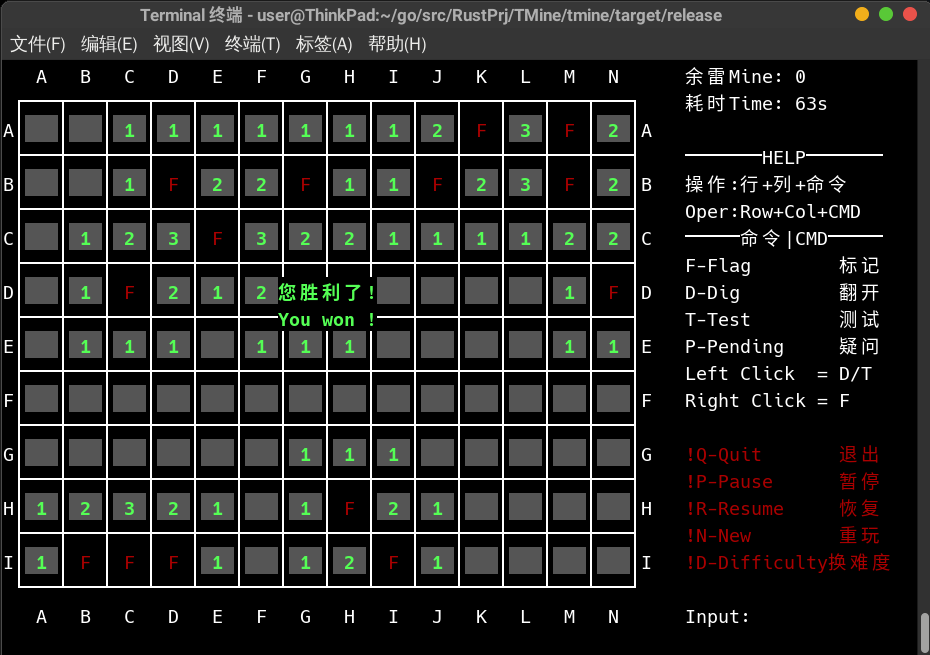 Terminal 终端 - user@ThinkPad:~/go/src/RustPrj/TMine/tmine/target/release
文件(F) 编辑(E) 视图(V) 终端(T) 标签(A) 帮助(H)
A B C D E F G H I J K L M N
A 1 1 1 1 1 1 1 2 F 3 F 2 A
B 1 F 2 2 F 1 1 F 2 3 F 2 B
C 1 2 3 F 3 2 2 1 1 1 1 2 2 C
D 1 F 2 1 2 您胜利了! 1 F D
You won !
E 1 1 1 1 1 1 1 1 E
F F
G 1 1 1 G
H 1 2 3 2 1 1 F 2 1 H
I 1 F F F 1 1 2 F 1 I
A B C D E F G H I J K L M N
余雷Mine: 0
耗时Time: 63s
HELP
操作:行+列+命令
Oper:Row+Col+CMD
命令|CMD
F-Flag 标记
D-Dig 翻开
T-Test 测试
P-Pending 疑问
Left Click = D/T
Right Click = F
!Q-Quit 退出
!P-Pause 暂停
!R-Resume 恢复
!N-New 重玩
!D-Difficulty换难度
Input: